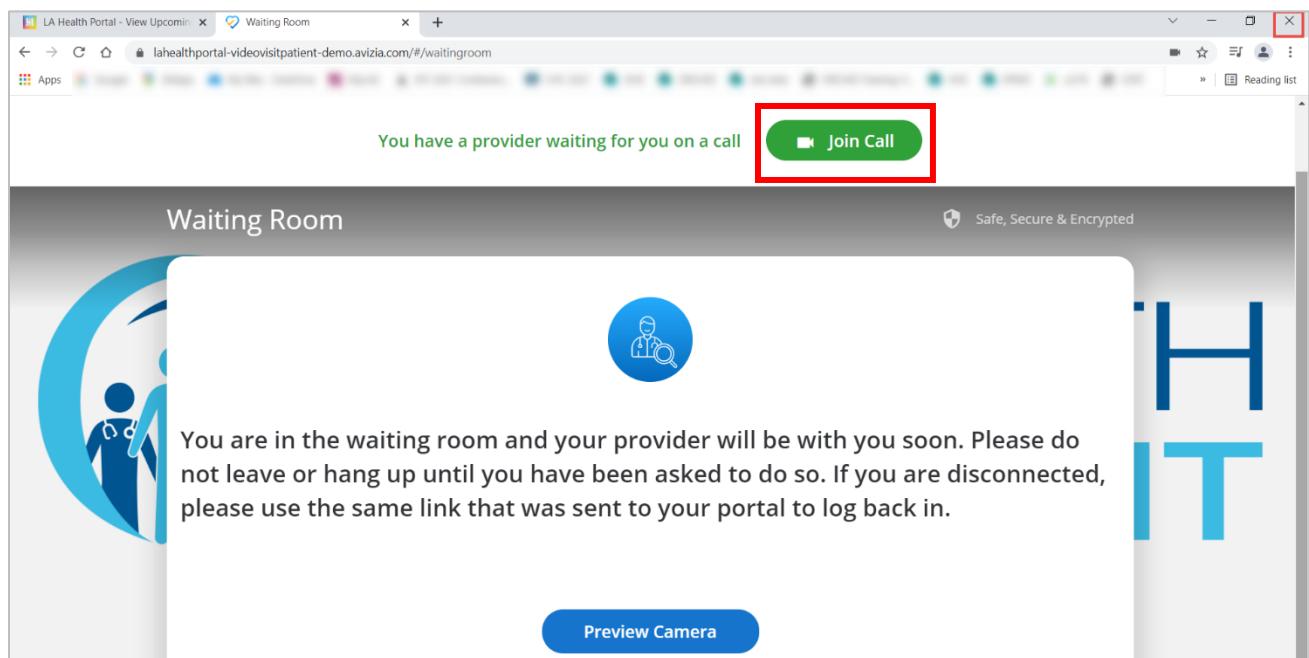 LA Health Portal - View Upcomin
Waiting Room
lahealthportal-videovisitpatient-demo.avizia.com/#/waitingroom
Apps
»
Reading list
You have a provider waiting for you on a call
Join Call
Waiting Room
Safe, Secure & Encrypted
TH
IT
You are in the waiting room and your provider will be with you soon. Please do
not leave or hang up until you have been asked to do so. If you are disconnected,
please use the same link that was sent to your portal to log back in.
Preview Camera